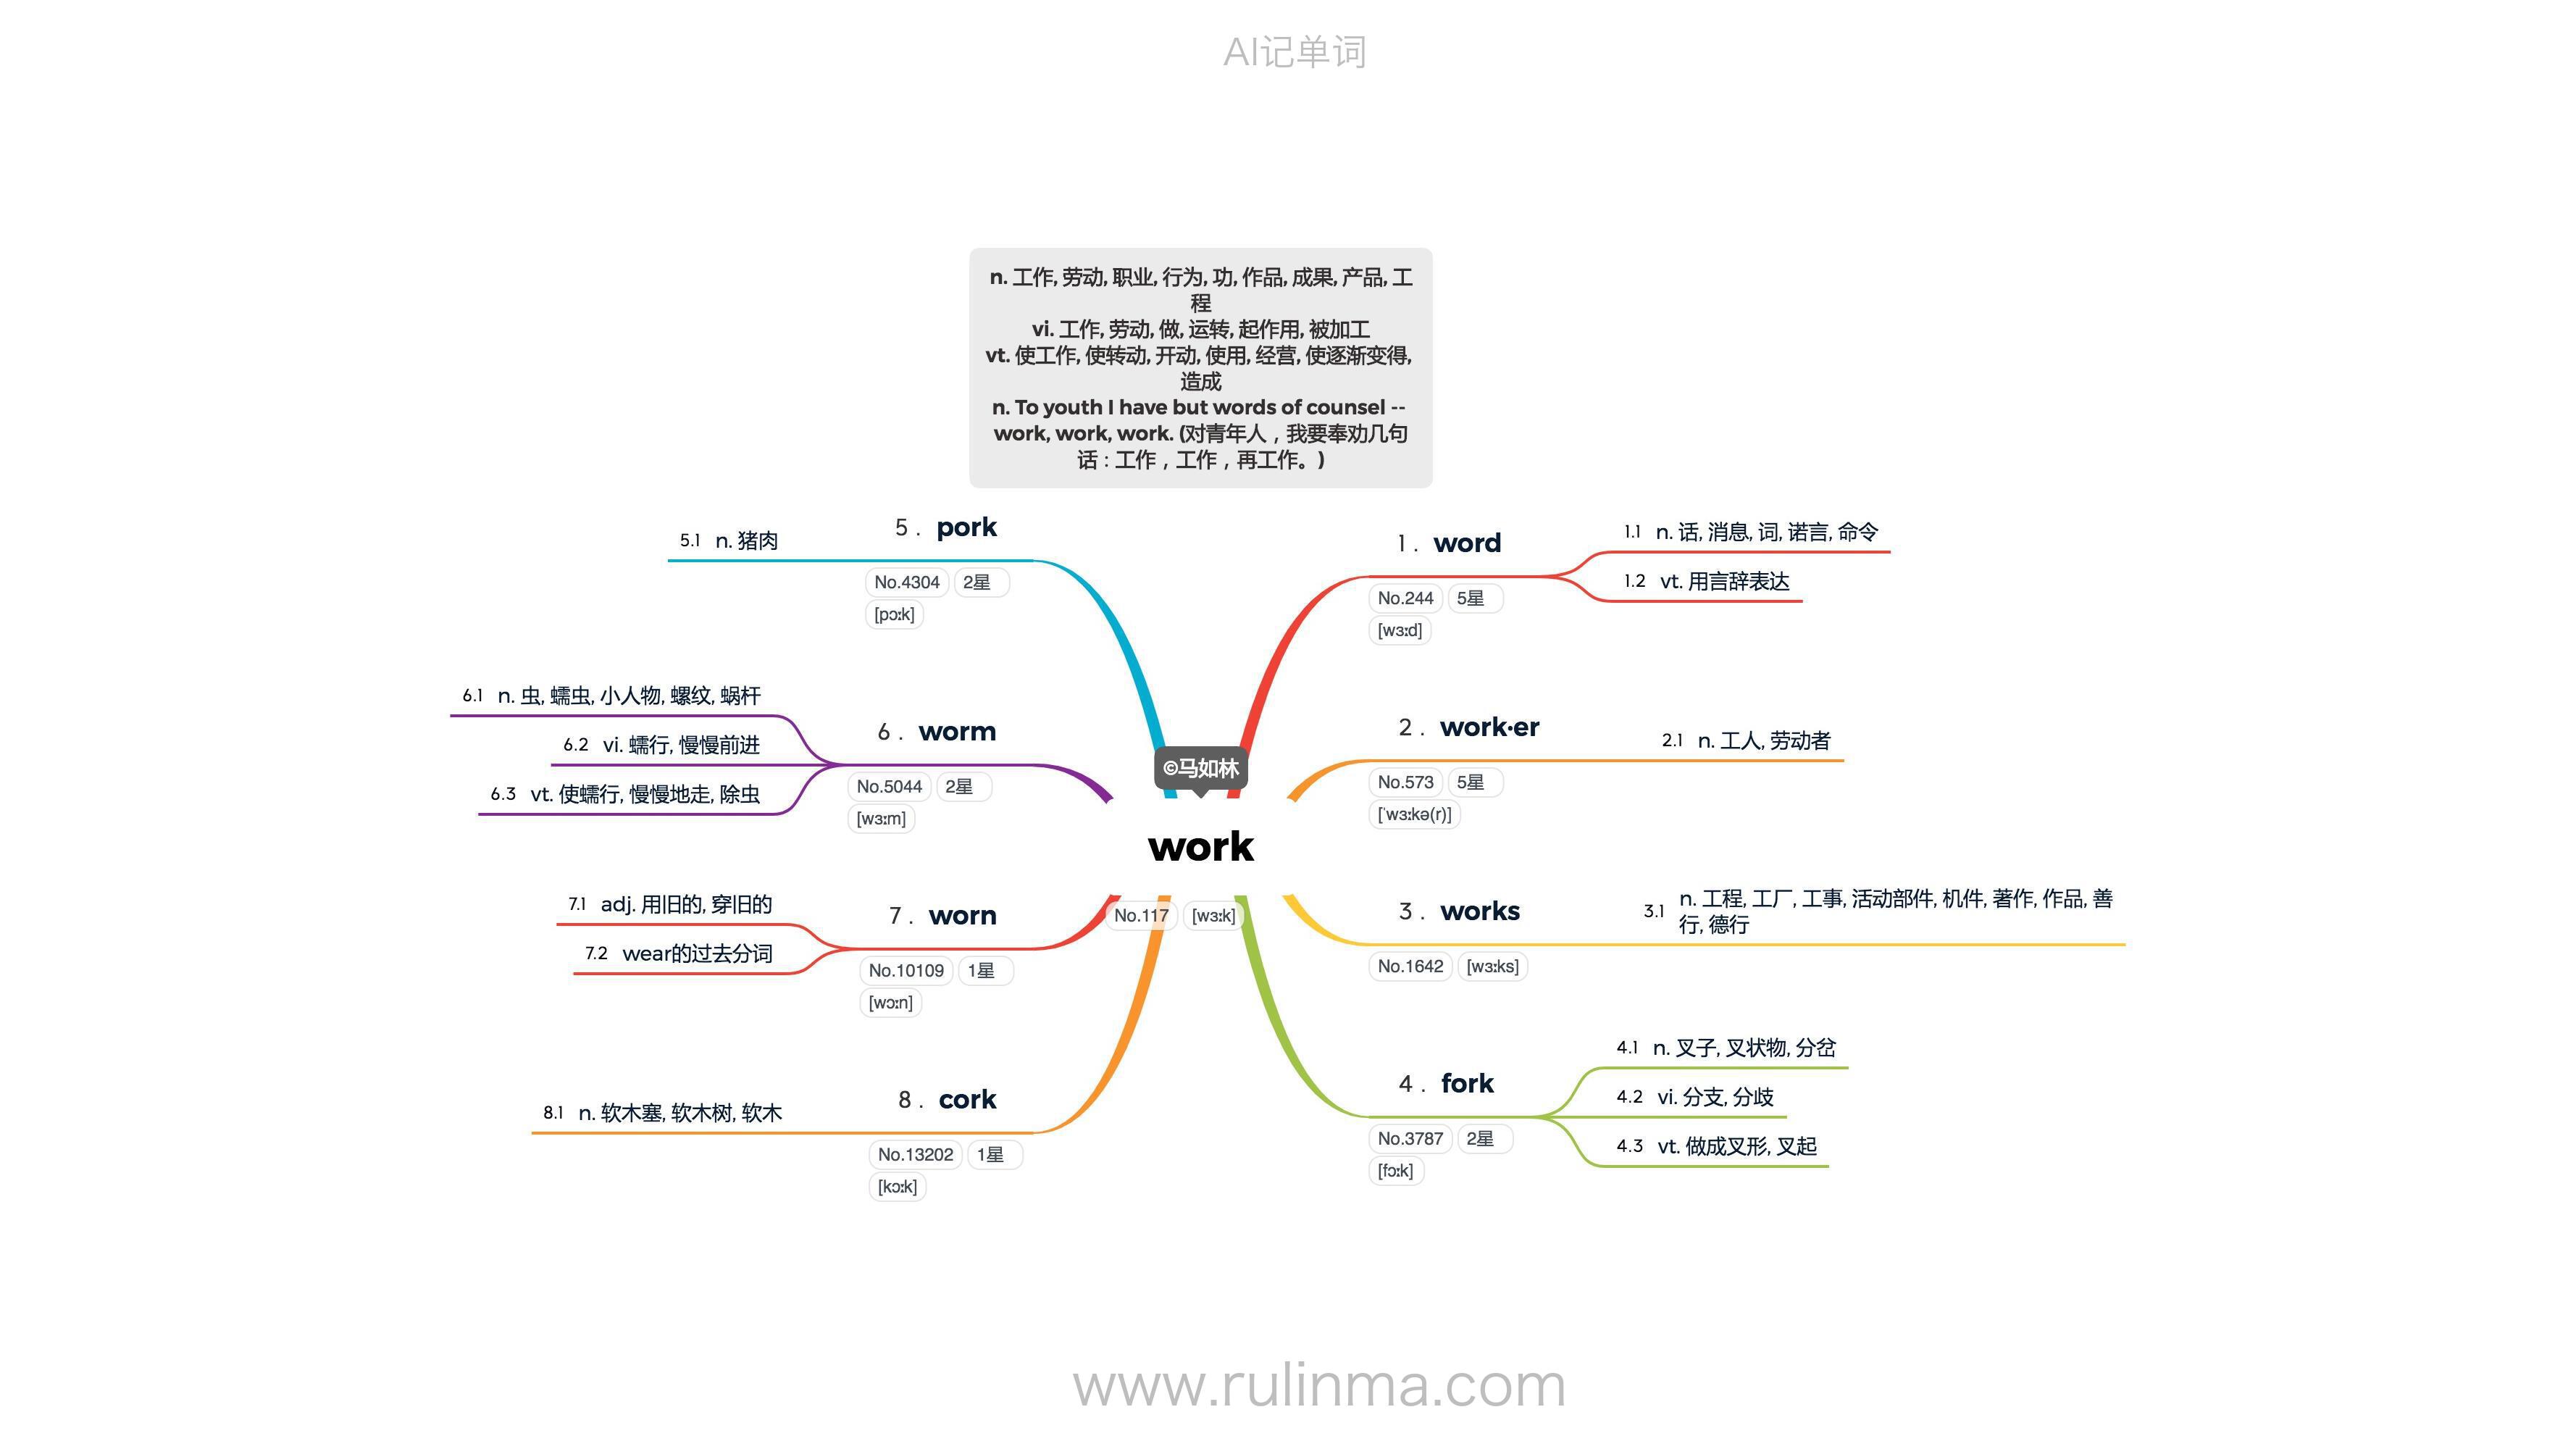 AI记单词
n. 工作, 劳动, 职业, 行为, 功, 作品, 成果, 产品, 工
程
vi. 工作, 劳动, 做, 运转, 起作用, 被加工
vt. 使工作, 使转动, 开动, 使用, 经营, 使逐渐变得,
造成
n. To youth I have but words of counsel --
work, work, work. (对青年人，我要奉劝几句
话：工作，工作，再工作。)
©马如林
work
No.117 [wɜːk]
1. word
No.244 5星
[wɜːd]
1.1 n. 话, 消息, 词, 诺言, 命令
1.2 vt. 用言辞表达
2. work·er
No.573 5星
[ˈwɜːkə(r)]
2.1 n. 工人, 劳动者
3. works
No.1642 [wɜːks]
3.1 n. 工程, 工厂, 工事, 活动部件, 机件, 著作, 作品, 善
行, 德行
4. fork
No.3787 2星
[fɔːk]
4.1 n. 叉子, 叉状物, 分岔
4.2 vi. 分支, 分歧
4.3 vt. 做成叉形, 叉起
5. pork
No.4304 2星
[pɔːk]
5.1 n. 猪肉
6. worm
No.5044 2星
[wɜːm]
6.1 n. 虫, 蠕虫, 小人物, 螺纹, 蜗杆
6.2 vi. 蠕行, 慢慢前进
6.3 vt. 使蠕行, 慢慢地走, 除虫
7. worn
No.10109 1星
[wɔːn]
7.1 adj. 用旧的, 穿旧的
7.2 wear的过去分词
8. cork
No.13202 1星
[kɔːk]
8.1 n. 软木塞, 软木树, 软木
www.rulinma.com